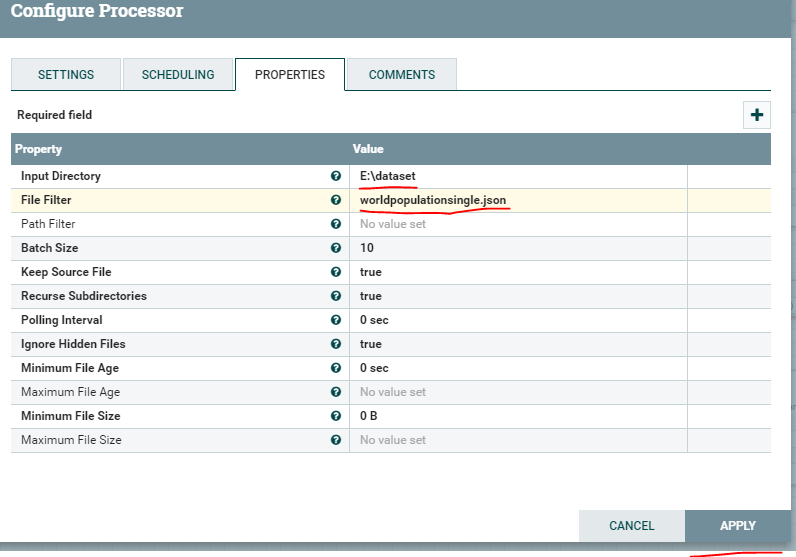 Configure Processor
SETTINGS SCHEDULING PROPERTIES COMMENTS
Required field
Property Value
Input Directory E:\dataset
File Filter worldpopulationsingle.json
Path Filter No value set
Batch Size 10
Keep Source File true
Recurse Subdirectories true
Polling Interval 0 sec
Ignore Hidden Files true
Minimum File Age 0 sec
Maximum File Age No value set
Minimum File Size 0 B
Maximum File Size No value set
CANCEL APPLY